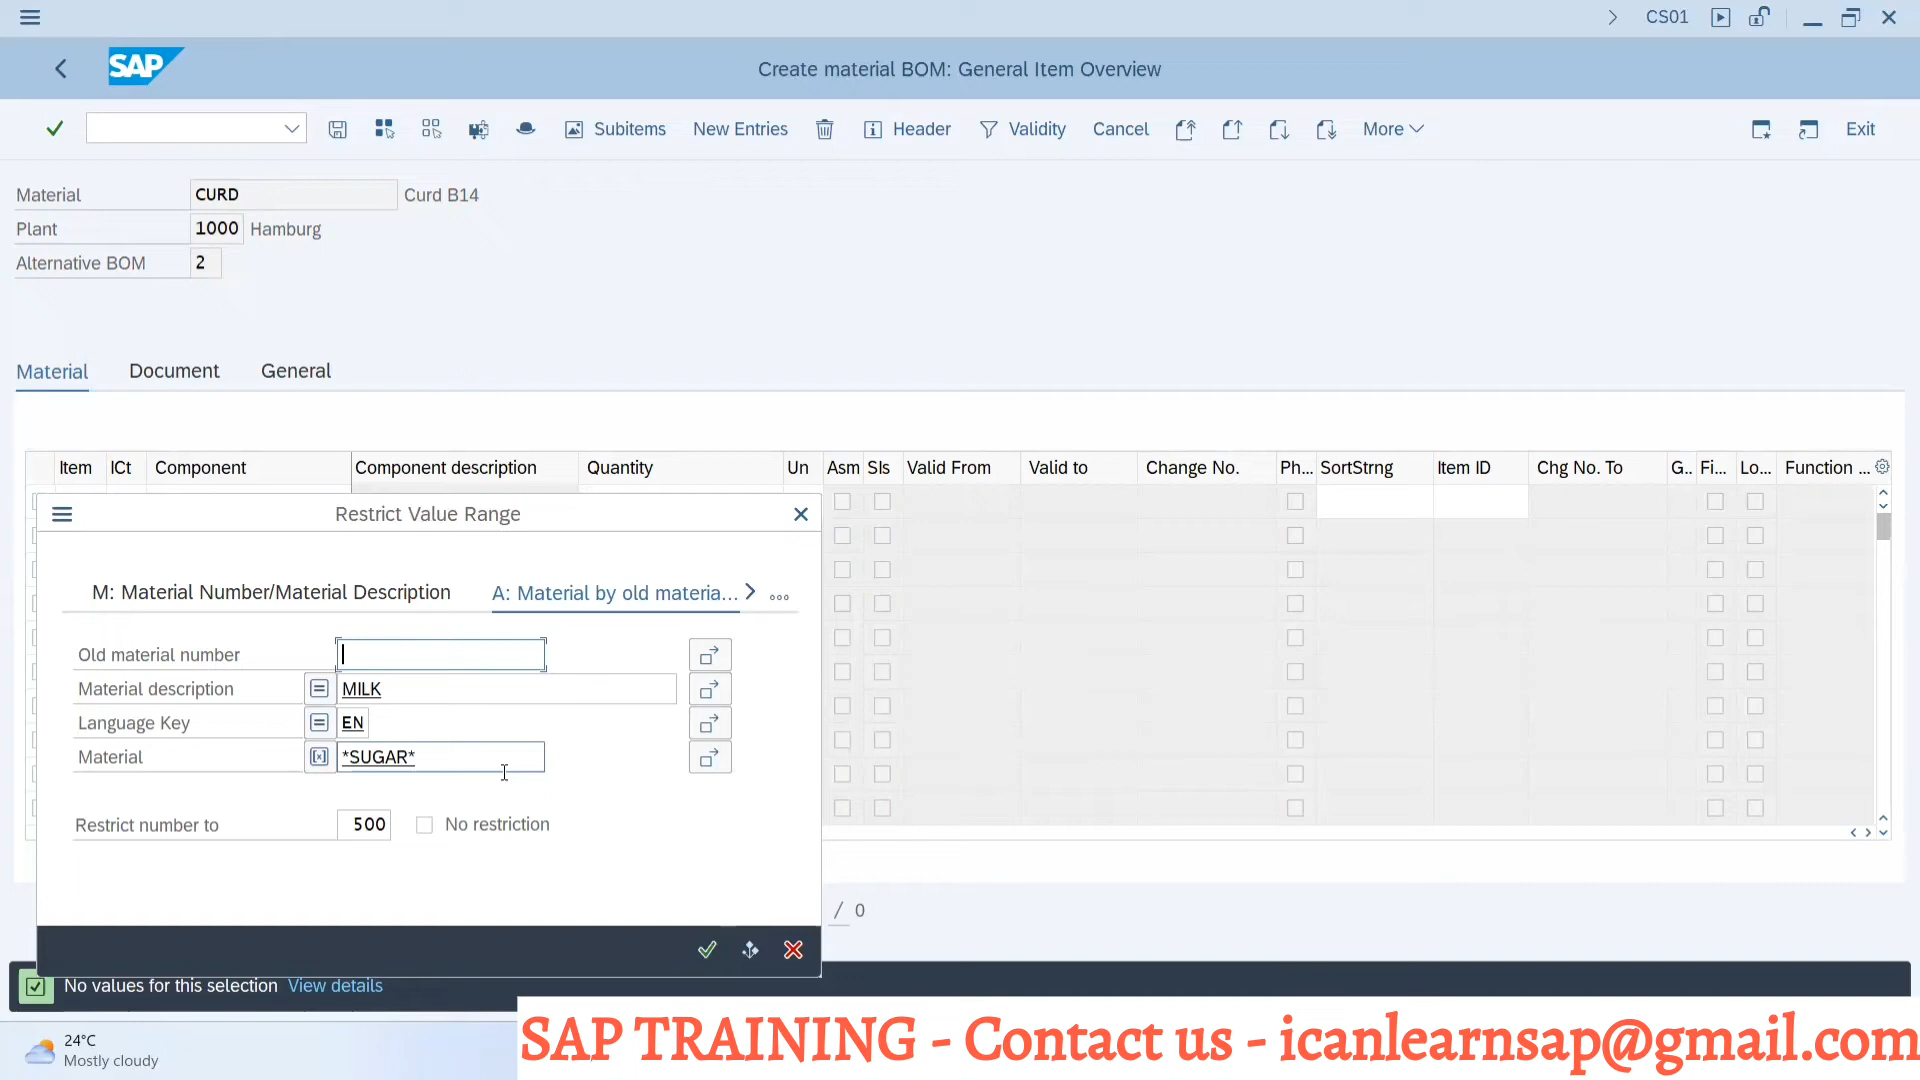 CS01
SAP
Create material BOM: General Item Overview
Subitems New Entries Header Validity Cancel More Exit
Material CURD Curd B14
Plant 1000 Hamburg
Alternative BOM 2
Material Document General
Item ICt Component Component description Quantity Un Asm SIs Valid From Valid to Change No. Ph... SortStrng Item ID Chg No. To G.. Fi... Lo... Function ...
Restrict Value Range
M: Material Number/Material Description A: Material by old materia... ...
Old material number
Material description MILK
Language Key EN
Material *SUGAR*
Restrict number to 500 No restriction
/ 0
No values for this selection View details
24°C
Mostly cloudy
SAP TRAINING - Contact us - icanlearnsap@gmail.com